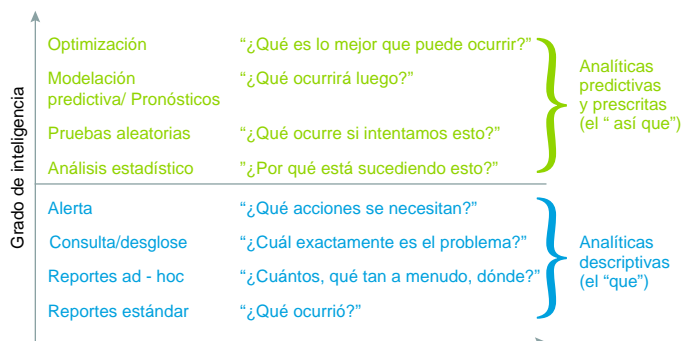 Grado de inteligencia
Optimización “¿Qué es lo mejor que puede ocurrir?”
Modelación
predictiva/ Pronósticos “¿Qué ocurrirá luego?”
Pruebas aleatorias “¿Qué ocurre si intentamos esto?”
Análisis estadístico ”¿Por qué está sucediendo esto?”
Analíticas
predictivas
y prescritas
(el “ así que”)
Alerta “¿Qué acciones se necesitan?”
Consulta/desglose “¿Cuál exactamente es el problema?”
Reportes ad - hoc “¿Cuántos, qué tan a menudo, dónde?”
Reportes estándar “¿Qué ocurrió?”
Analíticas
descriptivas
(el “que”)